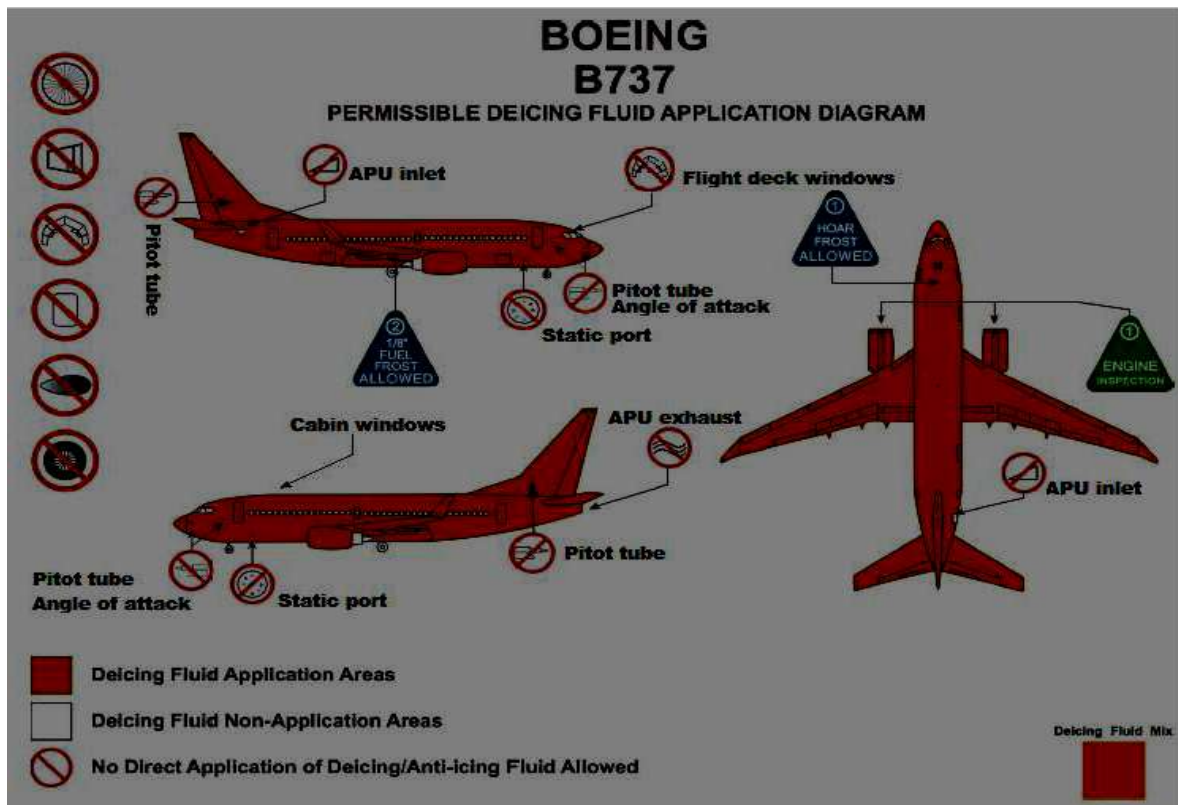 BOEING
B737
PERMISSIBLE DEICING FLUID APPLICATION DIAGRAM
APU inlet
Flight deck windows
Pitot tube
1
HOAR
FROST
ALLOWED
Pitot tube
Angle of attack
Static port
2
1/8"
FUEL
FROST
ALLOWED
1
ENGINE
INSPECTION
Cabin windows
APU exhaust
APU inlet
Pitot tube
Pitot tube
Angle of attack
Static port
Deicing Fluid Application Areas
Deicing Fluid Non-Application Areas
No Direct Application of Deicing/Anti-icing Fluid Allowed
Deicing Fluid Mix